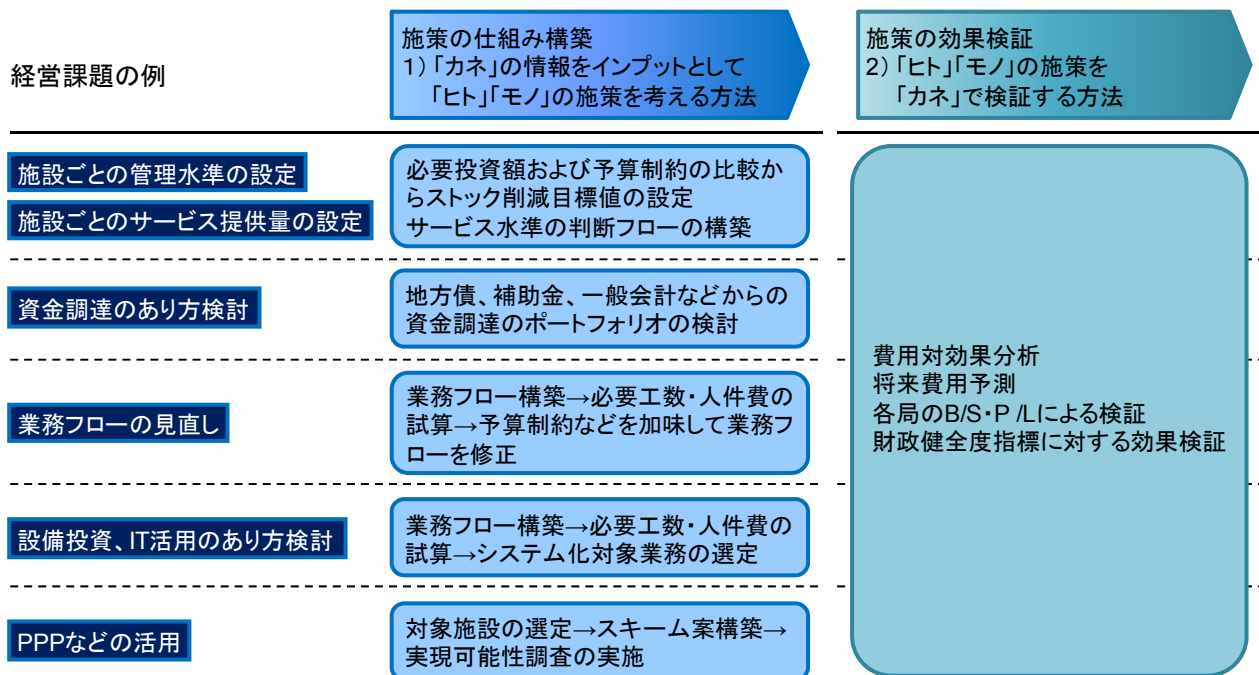 経営課題の例
施策の仕組み構築
1)「カネ」の情報をインプットとして
「ヒト」「モノ」の施策を考える方法
施策の効果検証
2)「ヒト」「モノ」の施策を
「カネ」で検証する方法
施設ごとの管理水準の設定
施設ごとのサービス提供量の設定
必要投資額および予算制約の比較か
らストック削減目標値の設定
サービス水準の判断フローの構築
資金調達のあり方検討
地方債、補助金、一般会計などからの
資金調達のポートフォリオの検討
業務フローの見直し
業務フロー構築→必要工数・人件費の
試算→予算制約などを加味して業務フ
ローを修正
設備投資、IT活用のあり方検討
業務フロー構築→必要工数・人件費の
試算→システム化対象業務の選定
PPPなどの活用
対象施設の選定→スキーム案構築→
実現可能性調査の実施
費用対効果分析
将来費用予測
各局のB/S・P /Lによる検証
財政健全度指標に対する効果検証